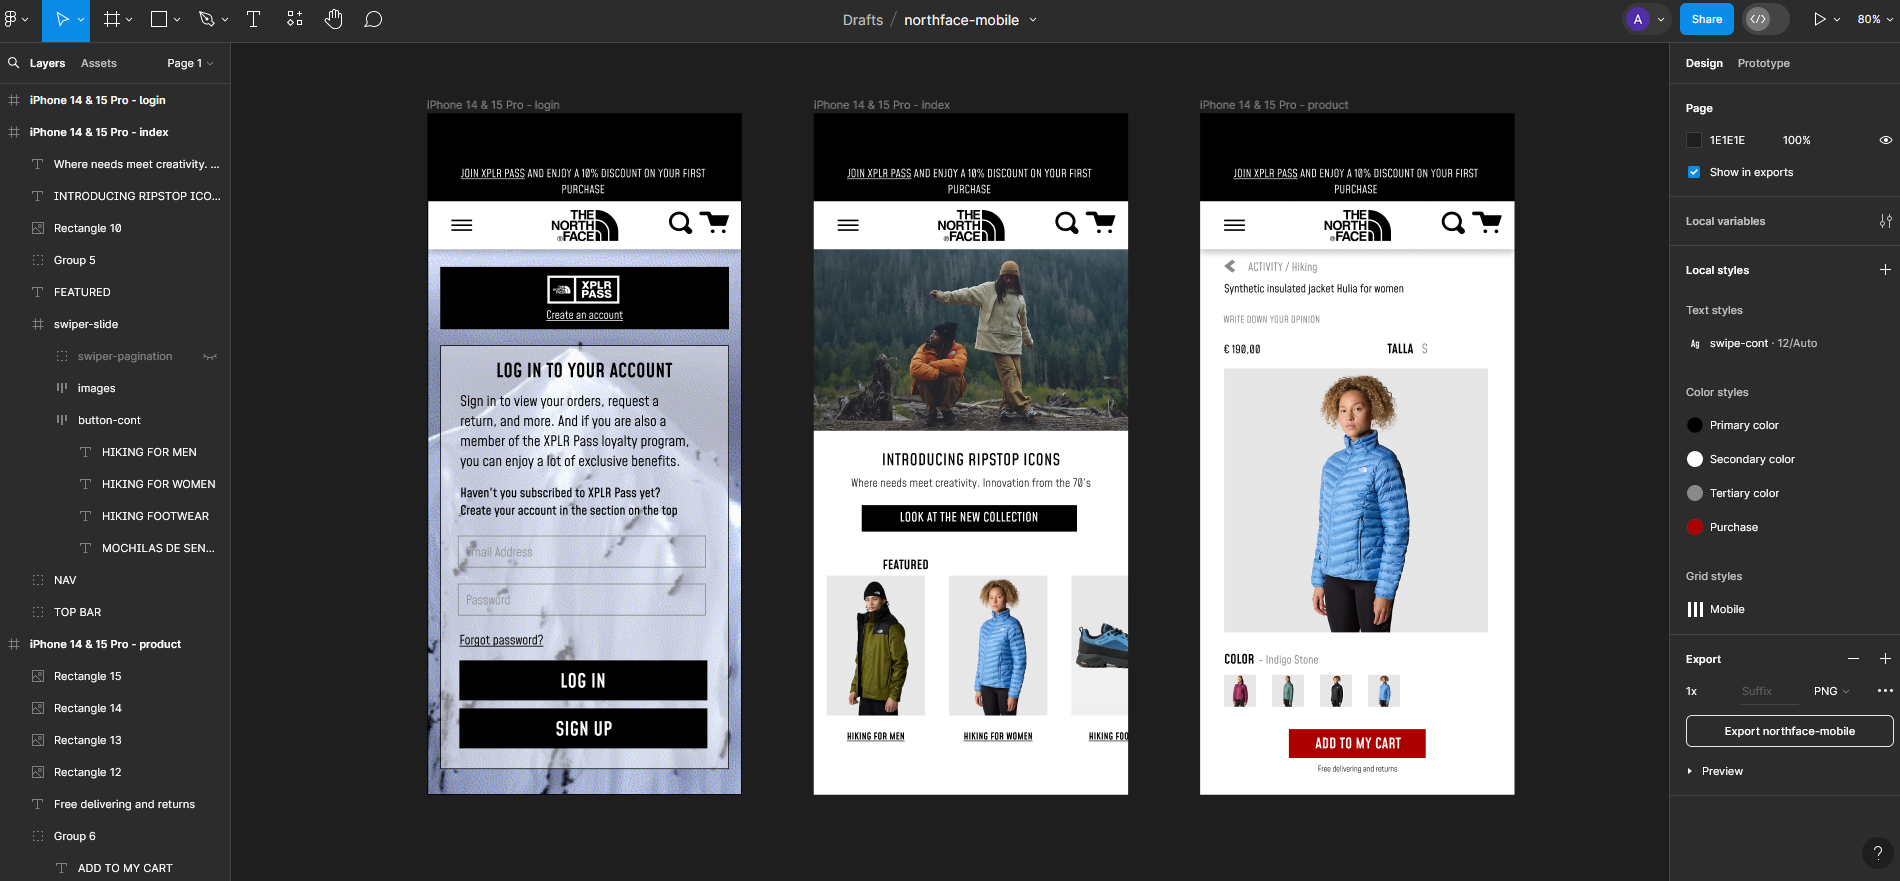 Drafts / northface-mobile
A
Share
80%
Layers
Assets
Page 1
iPhone 14 & 15 Pro - login
iPhone 14 & 15 Pro - index
Where needs meet creativity. ...
INTRODUCING RIPSTOP ICO...
Rectangle 10
Group 5
FEATURED
swiper-slide
swiper-pagination
images
button-cont
HIKING FOR MEN
HIKING FOR WOMEN
HIKING FOOTWEAR
MOCHILAS DE SEN...
NAV
TOP BAR
iPhone 14 & 15 Pro - product
Rectangle 15
Rectangle 14
Rectangle 13
Rectangle 12
Free delivering and returns
Group 6
ADD TO MY CART
iPhone 14 & 15 Pro - login
JOIN XPLR PASS AND ENJOY A 10% DISCOUNT ON YOUR FIRST
PURCHASE
THE
NORTH
®FACE
XPLR
PASS
Create an account
LOG IN TO YOUR ACCOUNT
Sign in to view your orders, request a
return, and more. And if you are also a
member of the XPLR Pass loyalty program,
you can enjoy a lot of exclusive benefits.
Haven't you subscribed to XPLR Pass yet?
Create your account in the section on the top
Email Address
Password
Forgot password?
LOG IN
SIGN UP
iPhone 14 & 15 Pro - index
JOIN XPLR PASS AND ENJOY A 10% DISCOUNT ON YOUR FIRST
PURCHASE
THE
NORTH
®FACE
INTRODUCING RIPSTOP ICONS
Where needs meet creativity. Innovation from the 70's
LOOK AT THE NEW COLLECTION
FEATURED
HIKING FOR MEN
HIKING FOR WOMEN
HIKING FOO
iPhone 14 & 15 Pro - product
JOIN XPLR PASS AND ENJOY A 10% DISCOUNT ON YOUR FIRST
PURCHASE
THE
NORTH
®FACE
ACTIVITY / Hiking
Synthetic insulated jacket Hulia for women
WRITE DOWN YOUR OPINION
€ 190,00
TALLA S
COLOR - Indigo Stone
ADD TO MY CART
Free delivering and returns
Design
Prototype
Page
1E1E1E
100%
Show in exports
Local variables
Local styles
Text styles
Ag swipe-cont · 12/Auto
Color styles
Primary color
Secondary color
Tertiary color
Purchase
Grid styles
Mobile
Export
1x
Suffix
PNG
Export northface-mobile
Preview
?